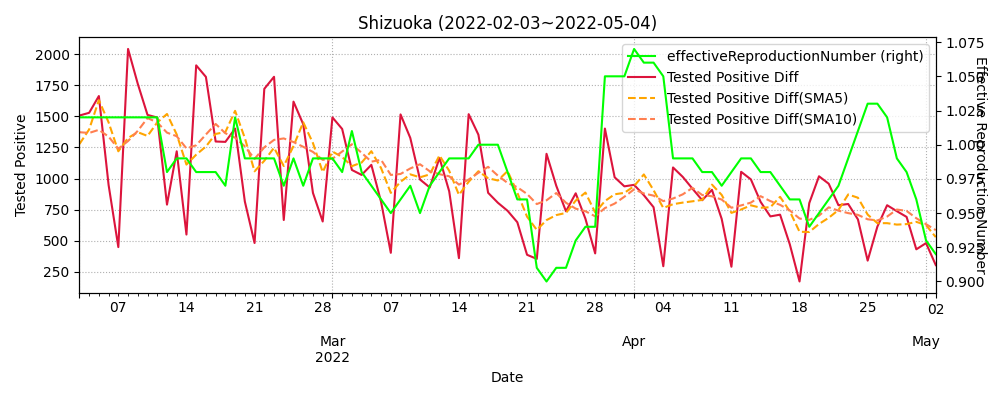 Shizuoka (2022-02-03~2022-05-04)
effectiveReproductionNumber (right)
Tested Positive Diff
Tested Positive Diff(SMA5)
Tested Positive Diff(SMA10)
Tested Positive
2000
1750
1500
1250
1000
750
500
250
1.075
1.050
1.025
1.000
0.975
0.950
0.925
0.900
Effective Reproduction Number
07 14 21 28 07 14 21 28 04 11 18 25 02
Mar Apr May
2022
Date